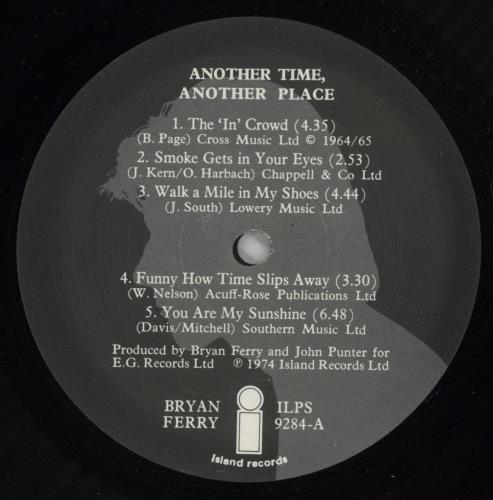 ANOTHER TIME,
ANOTHER PLACE
1. The 'In' Crowd (4.35)
(B. Page) Cross Music Ltd © 1964/65
2. Smoke Gets in Your Eyes (2.53)
(J. Kern/O. Harbach) Chappell & Co Ltd
3. Walk a Mile in My Shoes (4.44)
(J. South) Lowery Music Ltd
4. Funny How Time Slips Away (3.30)
(W. Nelson) Acuff-Rose Publications Ltd
5. You Are My Sunshine (6.48)
(Davis/Mitchell) Southern Music Ltd
Produced by Bryan Ferry and John Punter for
E.G. Records Ltd ℗ 1974 Island Records Ltd
BRYAN ILPS
FERRY 9284-A
island records